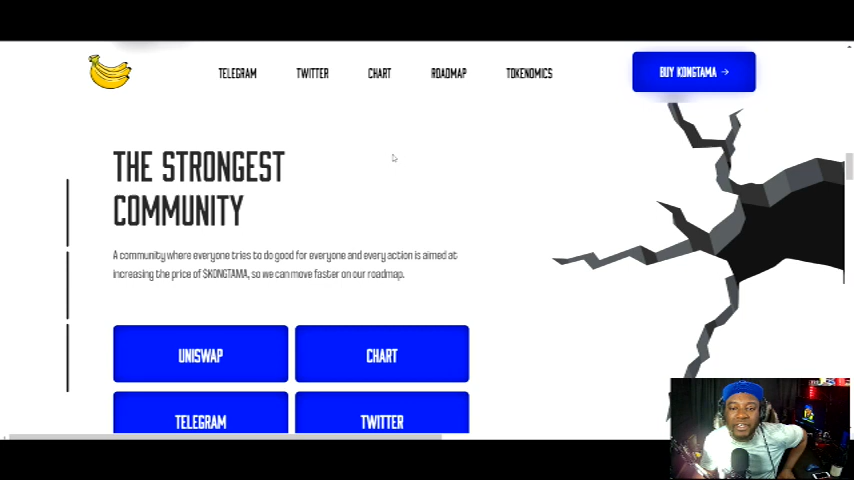 TELEGRAM TWITTER CHART ROADMAP TOKENOMICS BUY KONGTAMA →
THE STRONGEST
COMMUNITY
A community where everyone tries to do good for everyone and every action is aimed at
increasing the price of $KONGTAMA, so we can move faster on our roadmap.
UNISWAP CHART
TELEGRAM TWITTER